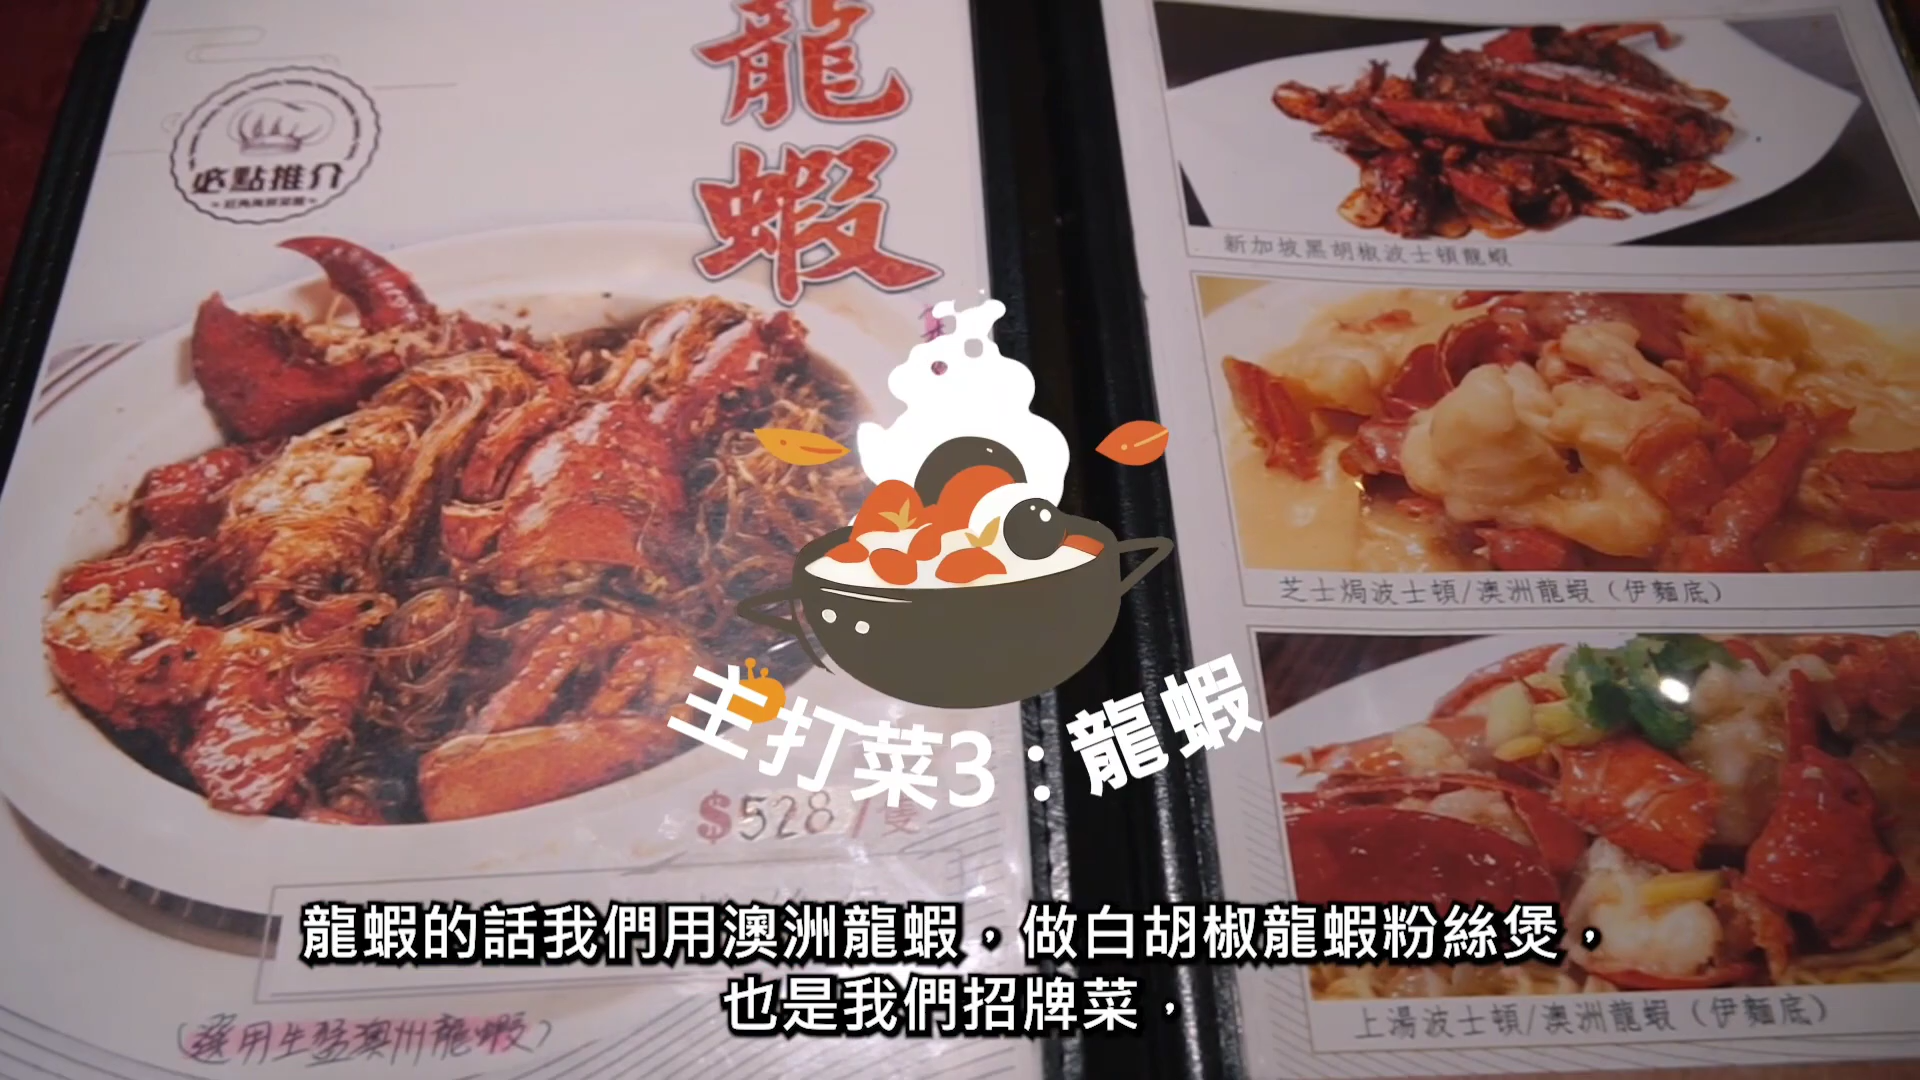 龍蝦
必點推介
$528/隻
(選用生猛澳州龍蝦)
新加坡黑胡椒波士頓龍蝦
芝士焗波士頓/澳洲龍蝦（伊麵底）
上湯波士頓/澳洲龍蝦（伊麵底）
主打菜3：龍蝦
龍蝦的話我們用澳洲龍蝦，做白胡椒龍蝦粉絲煲，
也是我們招牌菜，